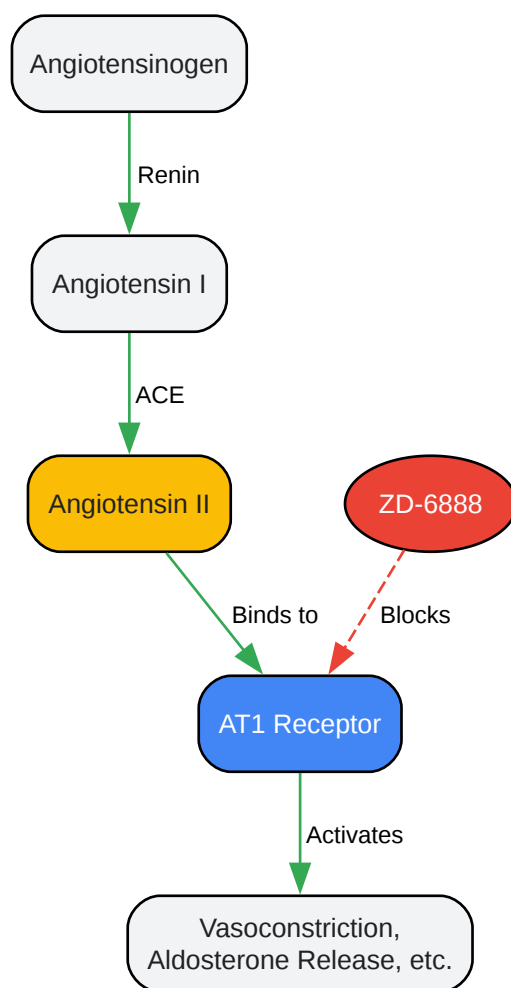 Angiotensinogen
Renin
Angiotensin I
ACE
Angiotensin II
ZD-6888
Binds to
Blocks
AT1 Receptor
Activates
Vasoconstriction,
Aldosterone Release, etc.